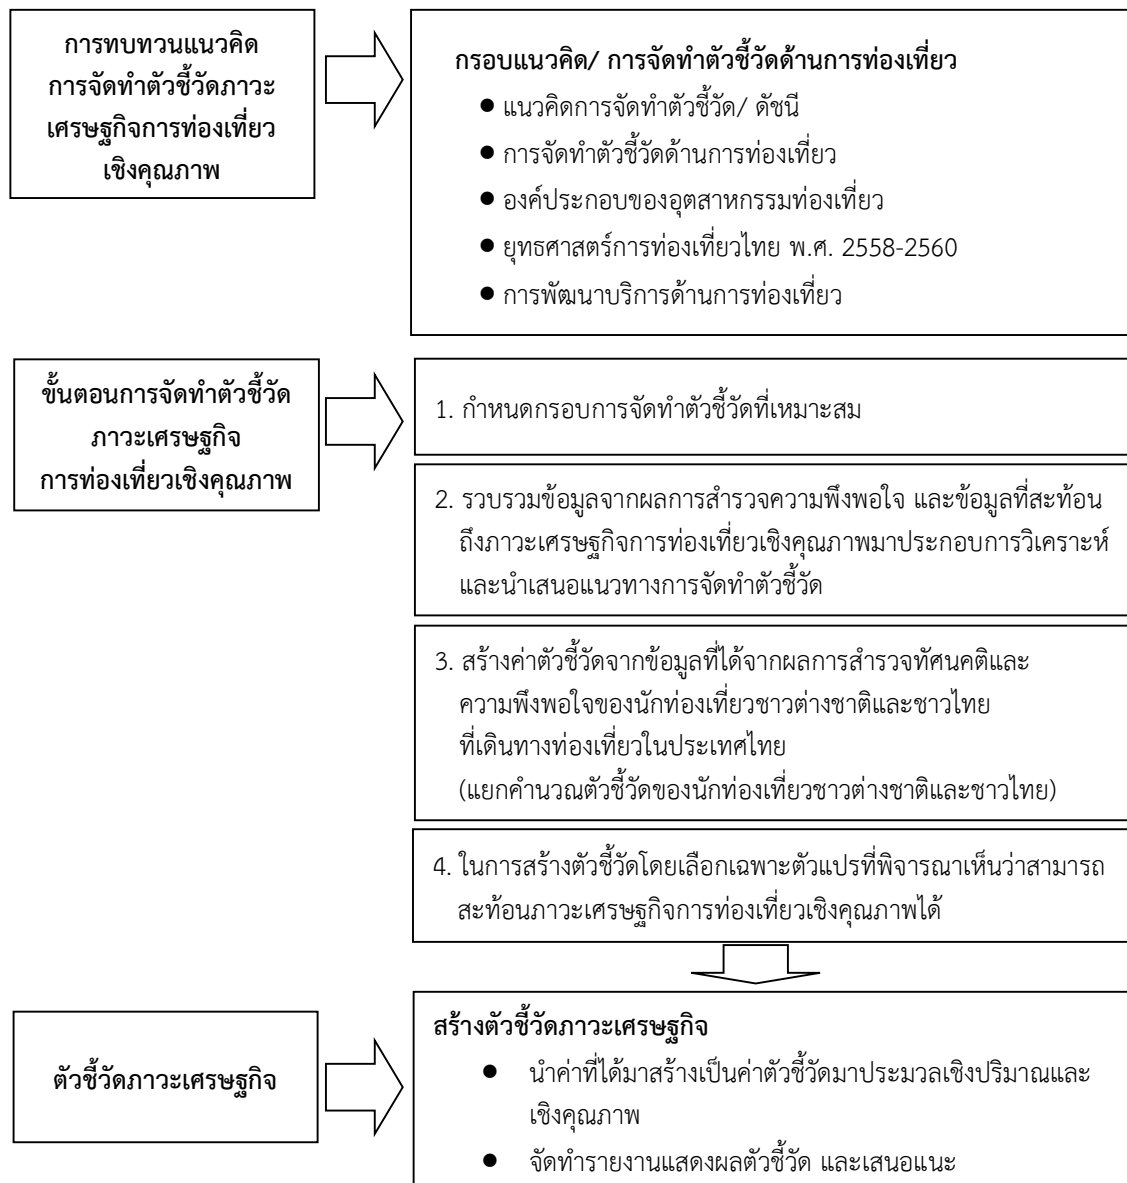 การทบทวนแนวคิด
การจัดทำตัวชี้วัดภาวะ
เศรษฐกิจการท่องเที่ยว
เชิงคุณภาพ
กรอบแนวคิด/ การจัดทำตัวชี้วัดด้านการท่องเที่ยว
● แนวคิดการจัดทำตัวชี้วัด/ ดัชนี
● การจัดทำตัวชี้วัดด้านการท่องเที่ยว
● องค์ประกอบของอุตสาหกรรมท่องเที่ยว
● ยุทธศาสตร์การท่องเที่ยวไทย พ.ศ. 2558-2560
● การพัฒนาบริการด้านการท่องเที่ยว
ขั้นตอนการจัดทำตัวชี้วัด
ภาวะเศรษฐกิจ
การท่องเที่ยวเชิงคุณภาพ
1. กำหนดกรอบการจัดทำตัวชี้วัดที่เหมาะสม
2. รวบรวมข้อมูลจากผลการสำรวจความพึงพอใจ และข้อมูลที่สะท้อน
ถึงภาวะเศรษฐกิจการท่องเที่ยวเชิงคุณภาพมาประกอบการวิเคราะห์
และนำเสนอแนวทางการจัดทำตัวชี้วัด
3. สร้างค่าตัวชี้วัดจากข้อมูลที่ได้จากผลการสำรวจทัศนคติและ
ความพึงพอใจของนักท่องเที่ยวชาวต่างชาติและชาวไทย
ที่เดินทางท่องเที่ยวในประเทศไทย
(แยกคำนวณตัวชี้วัดของนักท่องเที่ยวชาวต่างชาติและชาวไทย)
4. ในการสร้างตัวชี้วัดโดยเลือกเฉพาะตัวแปรที่พิจารณาเห็นว่าสามารถ
สะท้อนภาวะเศรษฐกิจการท่องเที่ยวเชิงคุณภาพได้
ตัวชี้วัดภาวะเศรษฐกิจ
สร้างตัวชี้วัดภาวะเศรษฐกิจ
● นำค่าที่ได้มาสร้างเป็นค่าตัวชี้วัดมาประมวลเชิงปริมาณและ
เชิงคุณภาพ
● จัดทำรายงานแสดงผลตัวชี้วัด และเสนอแนะ